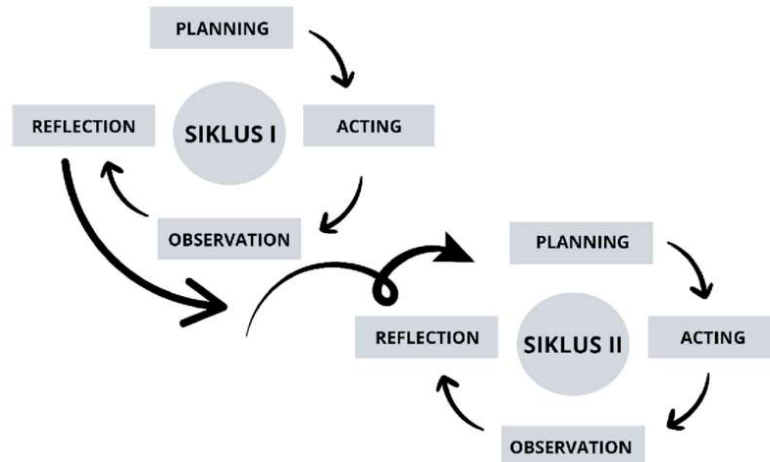 PLANNING
REFLECTION
SIKLUS I
ACTING
OBSERVATION
PLANNING
REFLECTION
SIKLUS II
ACTING
OBSERVATION